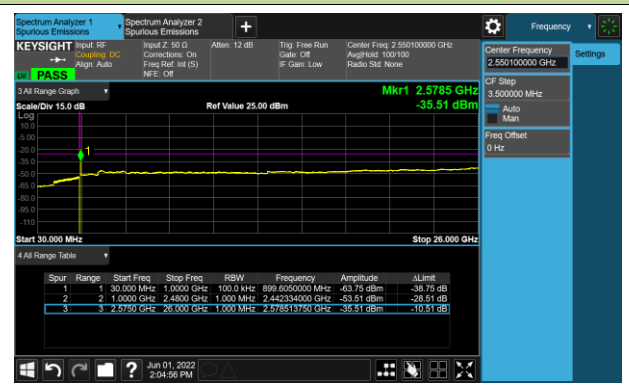 Spectrum Analyzer 1
Spurious Emissions
Spectrum Analyzer 2
Spurious Emissions
+
Frequency
KEYSIGHT
Input: RF
Coupling: DC
Align: Auto
Input Z: 50 Ω
Corrections: On
Freq Ref: Int (S)
NFE: Off
Atten: 12 dB
Trig: Free Run
Gate: Off
IF Gain: Low
Center Freq: 2.550100000 GHz
Avg|Hold: 100/100
Radio Std: None
LW PASS
Center Frequency
2.550100000 GHz
Settings
CF Step
3.500000 MHz
Auto
Man
Freq Offset
0 Hz
3 All Range Graph
Mkr1 2.5785 GHz
Scale/Div 15.0 dB
Ref Value 25.00 dBm
-35.51 dBm
Log
10.0
-5.00
-20.0
-35.0
-50.0
-65.0
-80.0
-95.0
-110
1
Start 30.000 MHz
Stop 26.000 GHz
4 All Range Table
Spur Range Start Freq Stop Freq RBW Frequency Amplitude ΔLimit
1 1 30.000 MHz 1.0000 GHz 100.0 kHz 899.6050000 MHz -63.75 dBm -38.75 dB
2 2 1.0000 GHz 2.4800 GHz 1.000 MHz 2.442334000 GHz -53.51 dBm -28.51 dB
3 3 2.5750 GHz 26.000 GHz 1.000 MHz 2.578513750 GHz -35.51 dBm -10.51 dB
?
Jun 01, 2022
2:04:56 PM